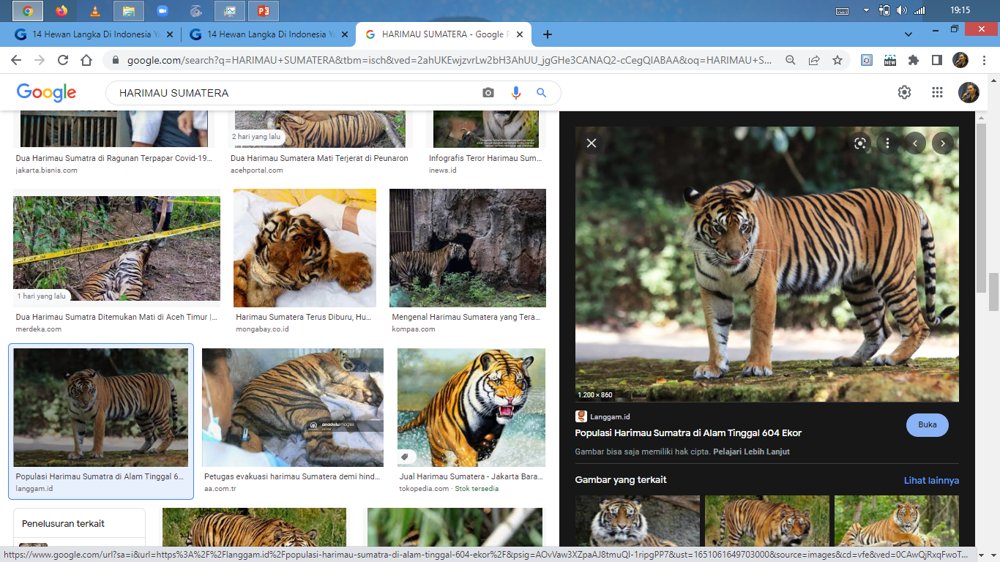 19:15
14 Hewan Langka Di Indonesia Ya
14 Hewan Langka Di Indonesia Ya
HARIMAU SUMATERA - Google P
google.com/search?q=HARIMAU+SUMATERA&tbm=isch&ved=2ahUKEwjzvrLw2bH3AhUU_jgGHe3CANAQ2-cCegQIABAA&oq=HARIMAU+S...
NEW
Google
HARIMAU SUMATERA
2 hari yang lalu
Dua Harimau Sumatra di Ragunan Terpapar Covid-19...
jakarta.bisnis.com
Dua Harimau Sumatera Mati Terjerat di Peunaron
acehportal.com
Infografis Teror Harimau Sum...
inews.id
1 hari yang lalu
Dua Harimau Sumatra Ditemukan Mati di Aceh Timur |...
merdeka.com
Harimau Sumatera Terus Diburu, Hu...
mongabay.co.id
Mengenal Harimau Sumatera yang Tera...
kompas.com
anadoluimages
Populasi Harimau Sumatra di Alam Tinggal 6...
langgam.id
Petugas evakuasi harimau Sumatera demi hind...
aa.com.tr
Jual Harimau Sumatera - Jakarta Bara...
tokopedia.com · Stok tersedia
Penelusuran terkait
1.200 × 860
Langgam.id
Populasi Harimau Sumatra di Alam Tinggal 604 Ekor
Buka
Gambar bisa saja memiliki hak cipta. Pelajari Lebih Lanjut
Gambar yang terkait
Lihat lainnya
https://www.google.com/url?sa=i&url=https%3A%2F%2Flanggam.id%2Fpopulasi-harimau-sumatra-di-alam-tinggal-604-ekor%2F&psig=AOvVaw3XZpaAJ8tmuQI-1ripgPP7&ust=1651061649703000&source=images&cd=vfe&ved=0CAwQjRxqFwoT...